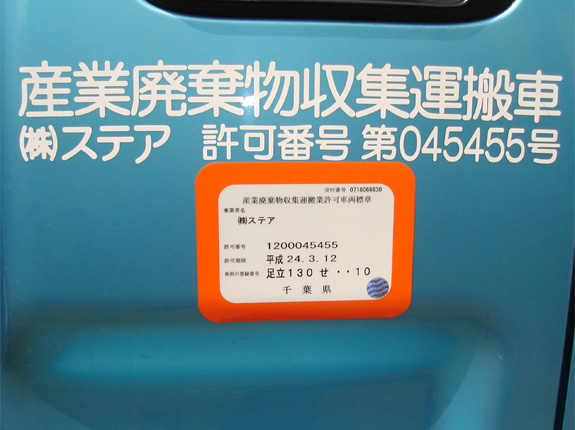 産業廃棄物収集運搬車
㈱ステア 許可番号 第045455号
交付番号 0716066630
産業廃棄物収集運搬業許可車両標章
事業者名
㈱ステア
許可番号 1200045455
許可期限 平成 24.3.12
車両の登録番号 足立130 せ ・・10
千葉県